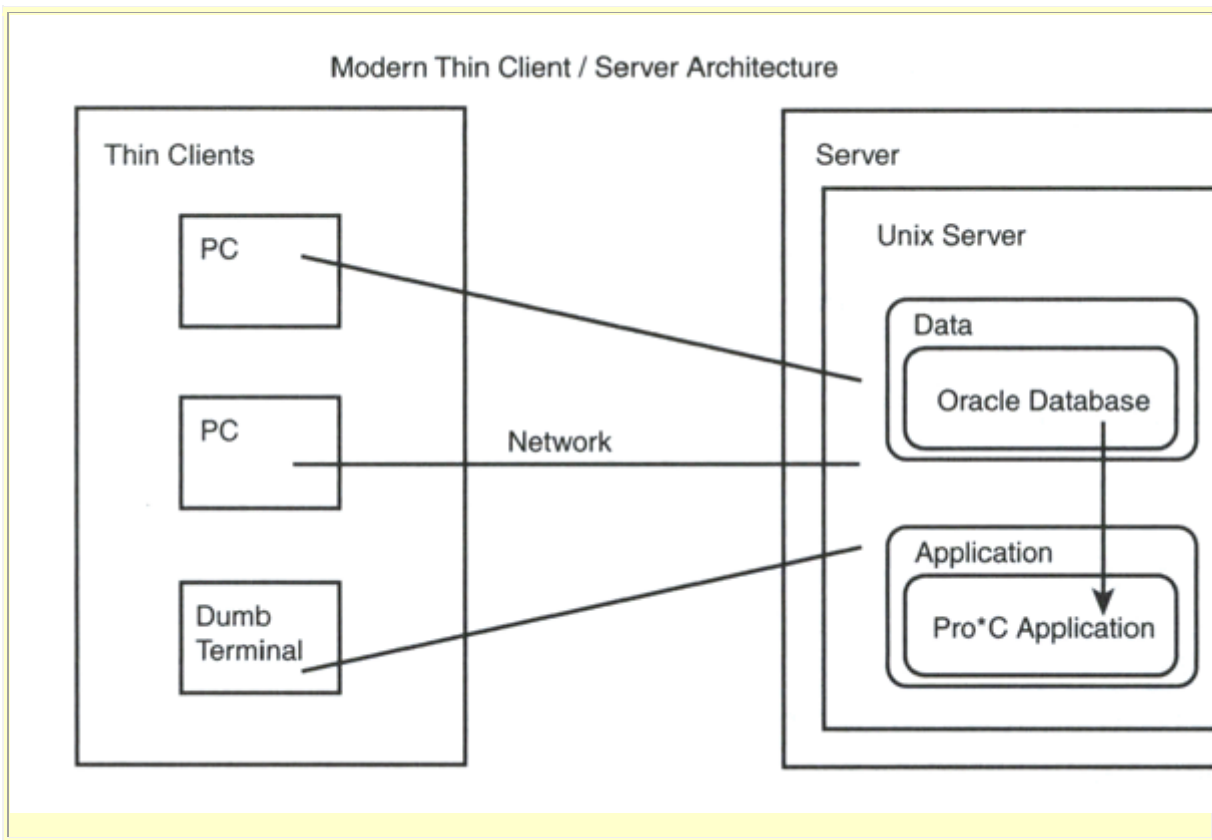 Modern Thin Client / Server Architecture
Thin Clients
PC
PC
Dumb
Terminal
Network
Server
Unix Server
Data
Oracle Database
Application
Pro*C Application